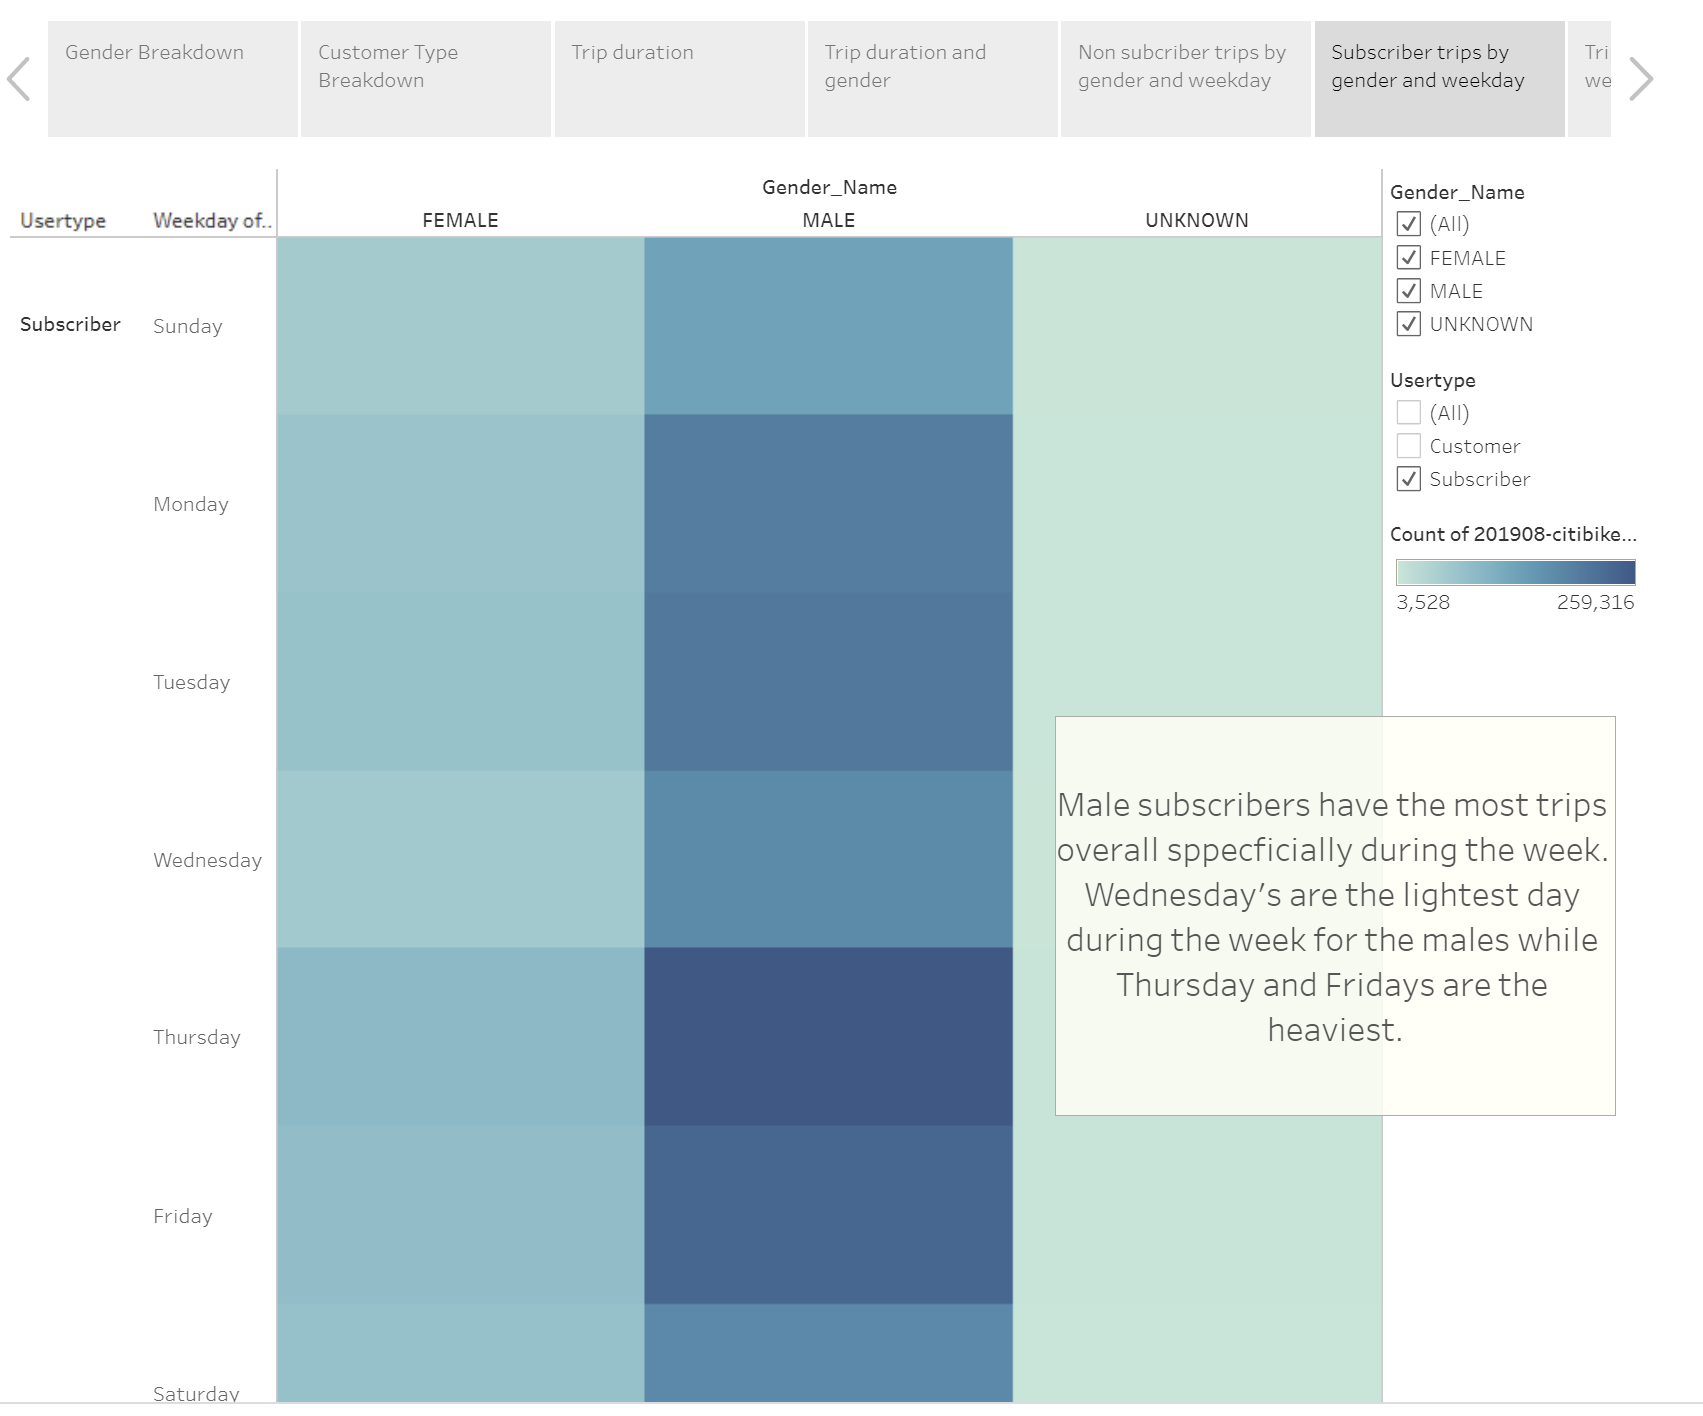 Gender Breakdown
Customer Type
Breakdown
Trip duration
Trip duration and
gender
Non subcriber trips by
gender and weekday
Subscriber trips by
gender and weekday
Tri
we
Gender_Name
Usertype
Weekday of..
FEMALE
MALE
UNKNOWN
Subscriber
Sunday
Monday
Tuesday
Wednesday
Thursday
Friday
Saturday
Gender_Name
(All)
FEMALE
MALE
UNKNOWN
Usertype
(All)
Customer
Subscriber
Count of 201908-citibike...
3,528
259,316
Male subscribers have the most trips
overall sppecficially during the week.
Wednesday's are the lightest day
during the week for the males while
Thursday and Fridays are the
heaviest.